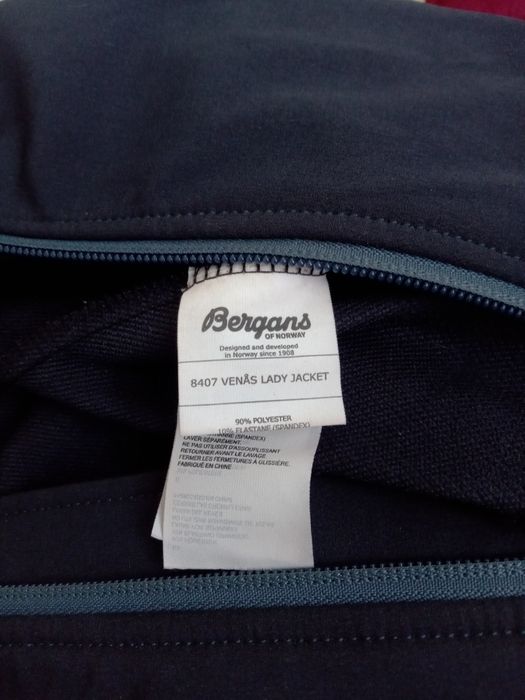 Bergans
OF NORWAY
Designed and developed
in Norway since 1908
8407 VENÅS LADY JACKET
90% POLYESTER
10% ELASTANE (SPANDEX)
LAVER SÉPARÉMENT.
NE PAS UTILISER D'ASSOUPLISSANT
RETOURNER AVANT LE LAVAGE
FERMER LES FERMETURES A GLISSIÈRE.
FABRIQUÉ EN CHINE